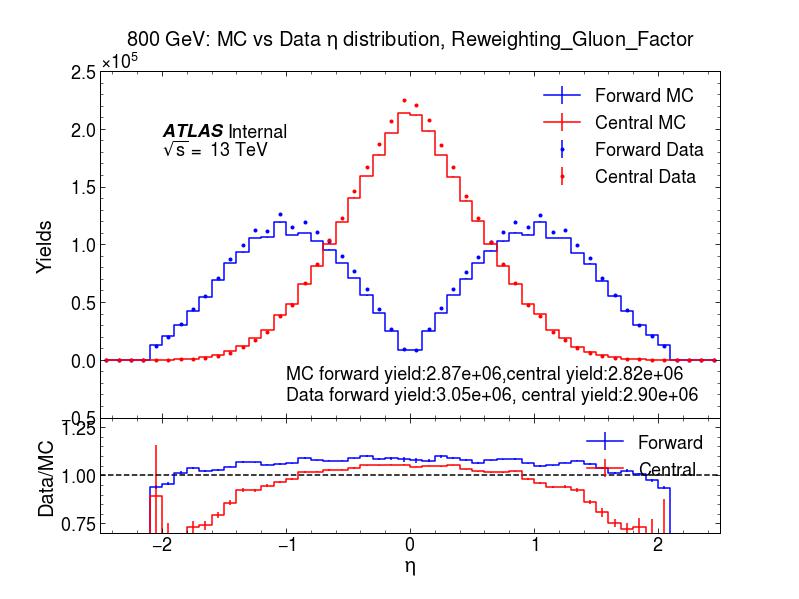 800 GeV: MC vs Data η distribution, Reweighting_Gluon_Factor
×10⁵
2.5
2.0
1.5
1.0
0.5
0.0
−0.5
Yields
ATLAS Internal
√s = 13 TeV
Forward MC
Central MC
Forward Data
Central Data
MC forward yield:2.87e+06,central yield:2.82e+06
Data forward yield:3.05e+06, central yield:2.90e+06
1.25
1.00
0.75
Data/MC
Forward
Central
−2 −1 0 1 2
η